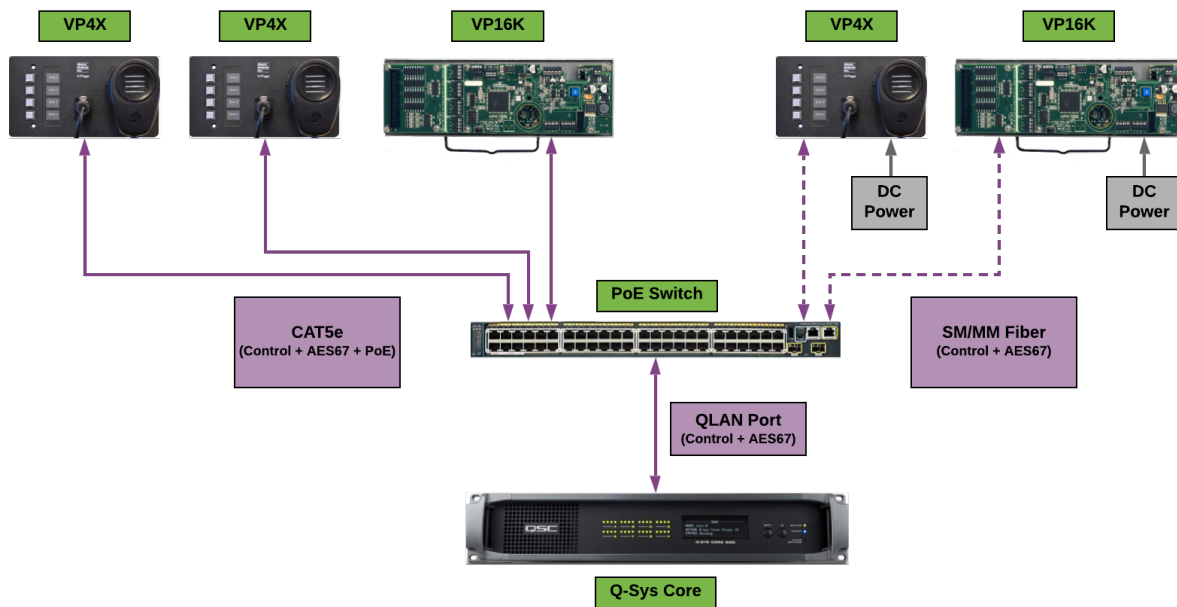 VP4X
VP4X
VP16K
VP4X
VP16K
DC
Power
DC
Power
PoE Switch
CAT5e
(Control + AES67 + PoE)
SM/MM Fiber
(Control + AES67)
QLAN Port
(Control + AES67)
QSC
Q-Sys Core